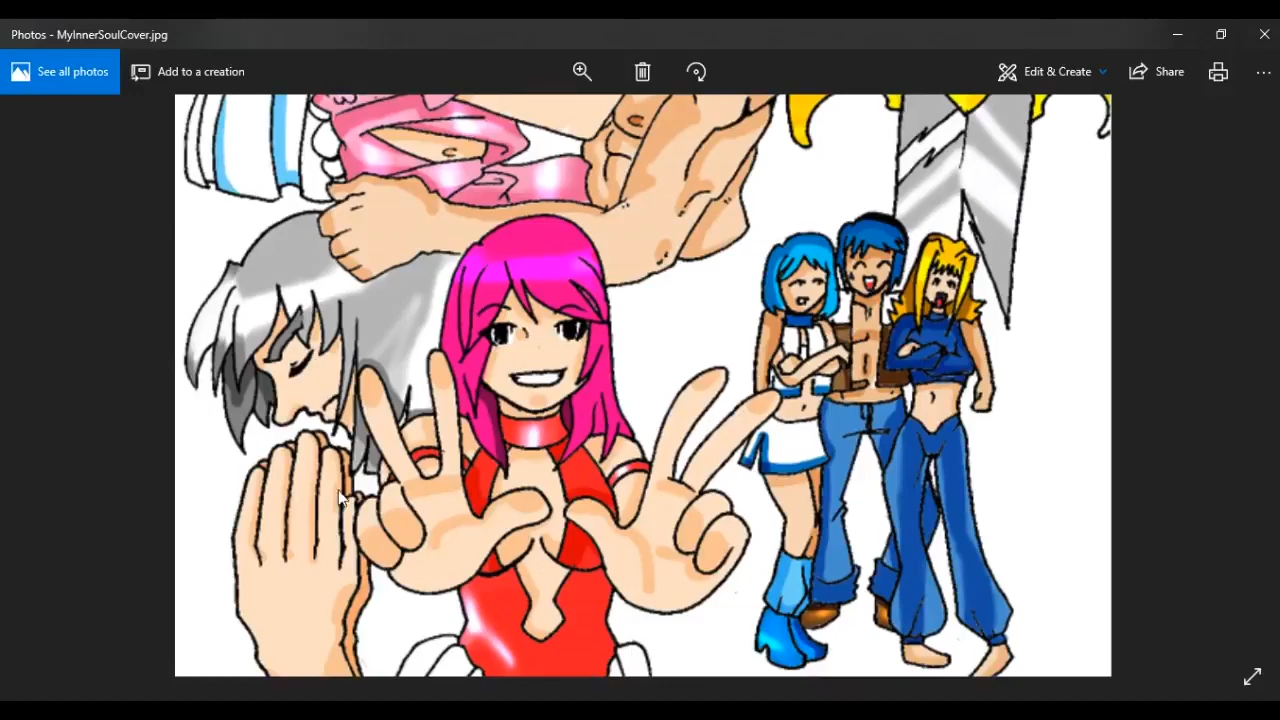 Photos - MyInnerSoulCover.jpg
See all photos
Add to a creation
Edit & Create
Share